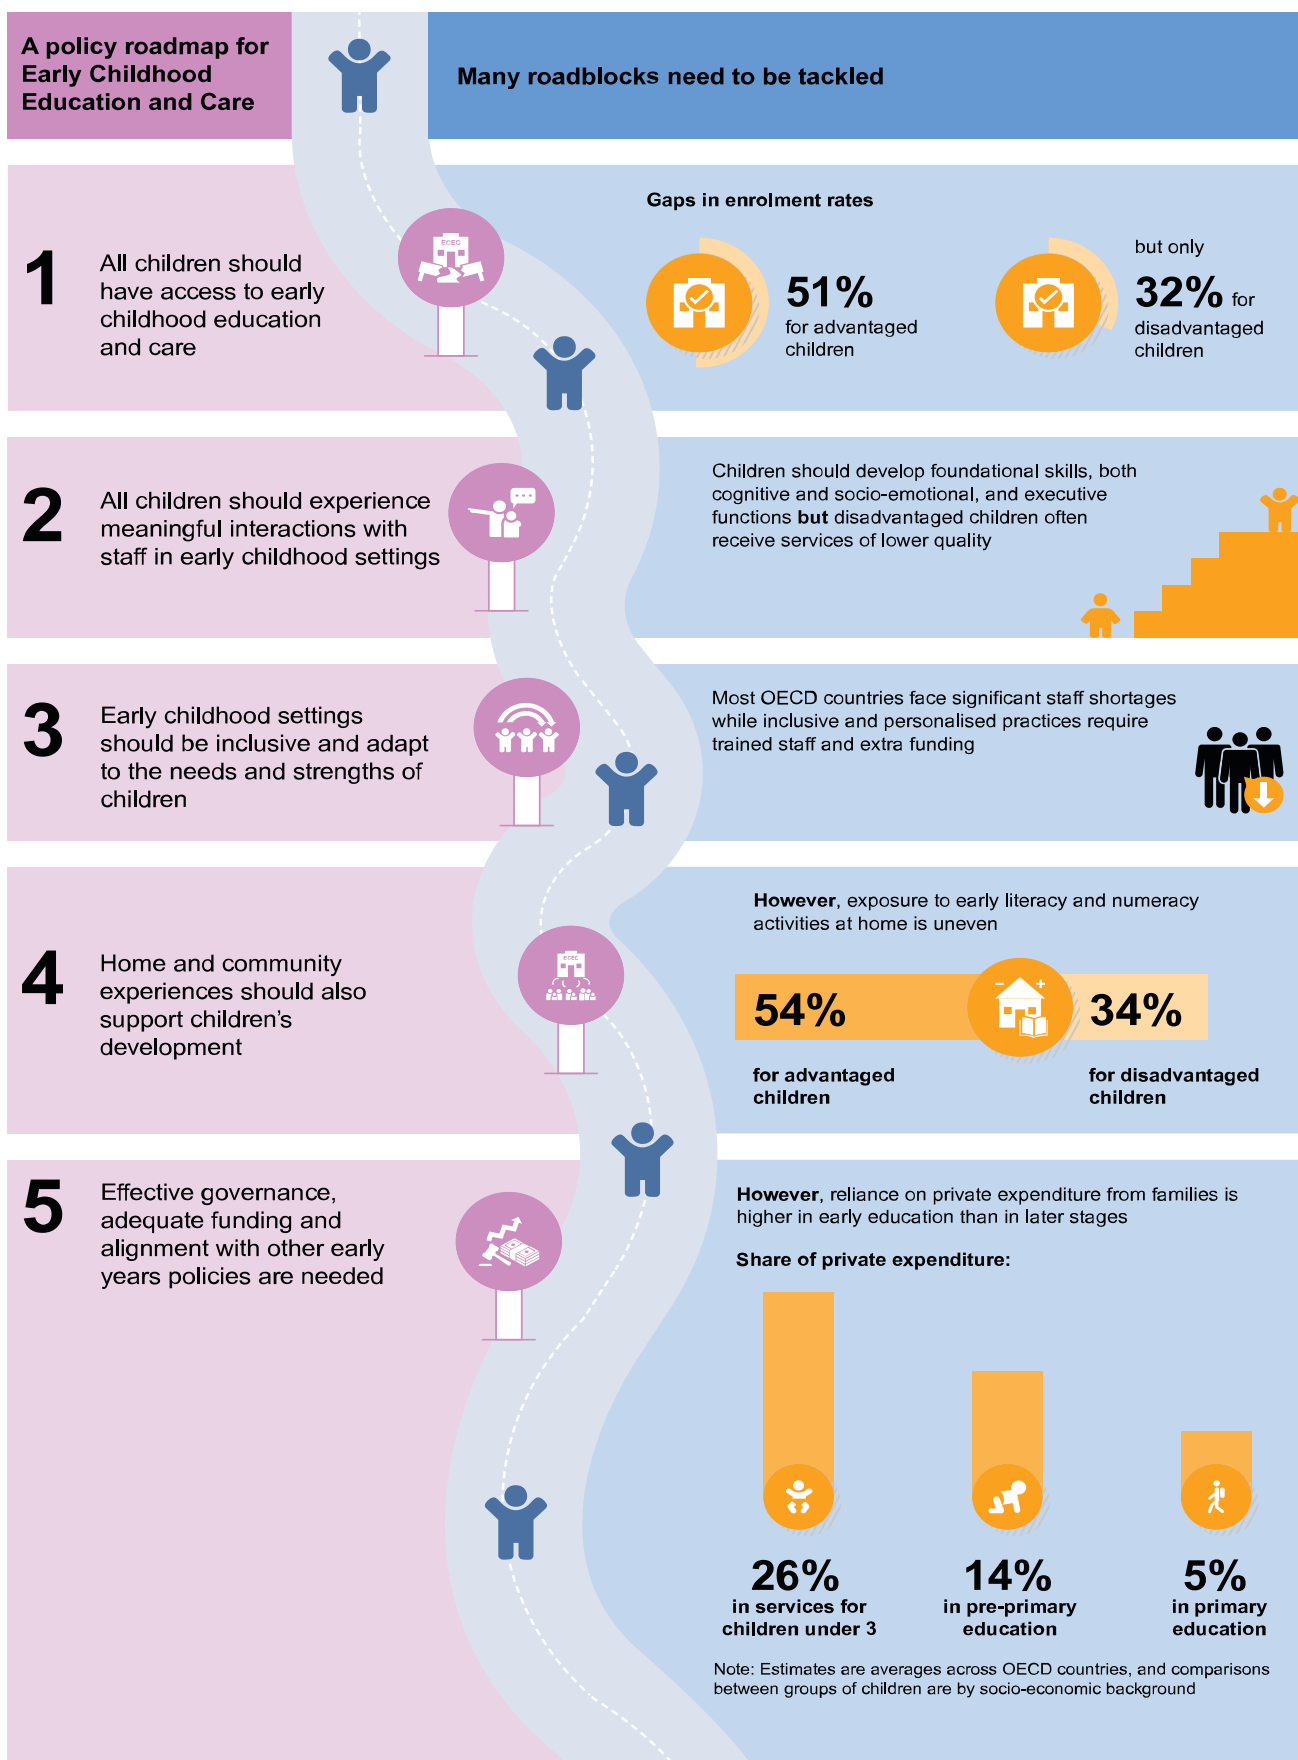 A policy roadmap for
Early Childhood
Education and Care
Many roadblocks need to be tackled
1
All children should
have access to early
childhood education
and care
ECEC
Gaps in enrolment rates
51%
for advantaged
children
but only
32% for
disadvantaged
children
2
All children should experience
meaningful interactions with
staff in early childhood settings
Children should develop foundational skills, both
cognitive and socio-emotional, and executive
functions but disadvantaged children often
receive services of lower quality
3
Early childhood settings
should be inclusive and adapt
to the needs and strengths of
children
Most OECD countries face significant staff shortages
while inclusive and personalised practices require
trained staff and extra funding
4
Home and community
experiences should also
support children's
development
ECEC
However, exposure to early literacy and numeracy
activities at home is uneven
54%
34%
for advantaged
children
for disadvantaged
children
5
Effective governance,
adequate funding and
alignment with other early
years policies are needed
However, reliance on private expenditure from families is
higher in early education than in later stages
Share of private expenditure:
26%
in services for
children under 3
14%
in pre-primary
education
5%
in primary
education
Note: Estimates are averages across OECD countries, and comparisons
between groups of children are by socio-economic background